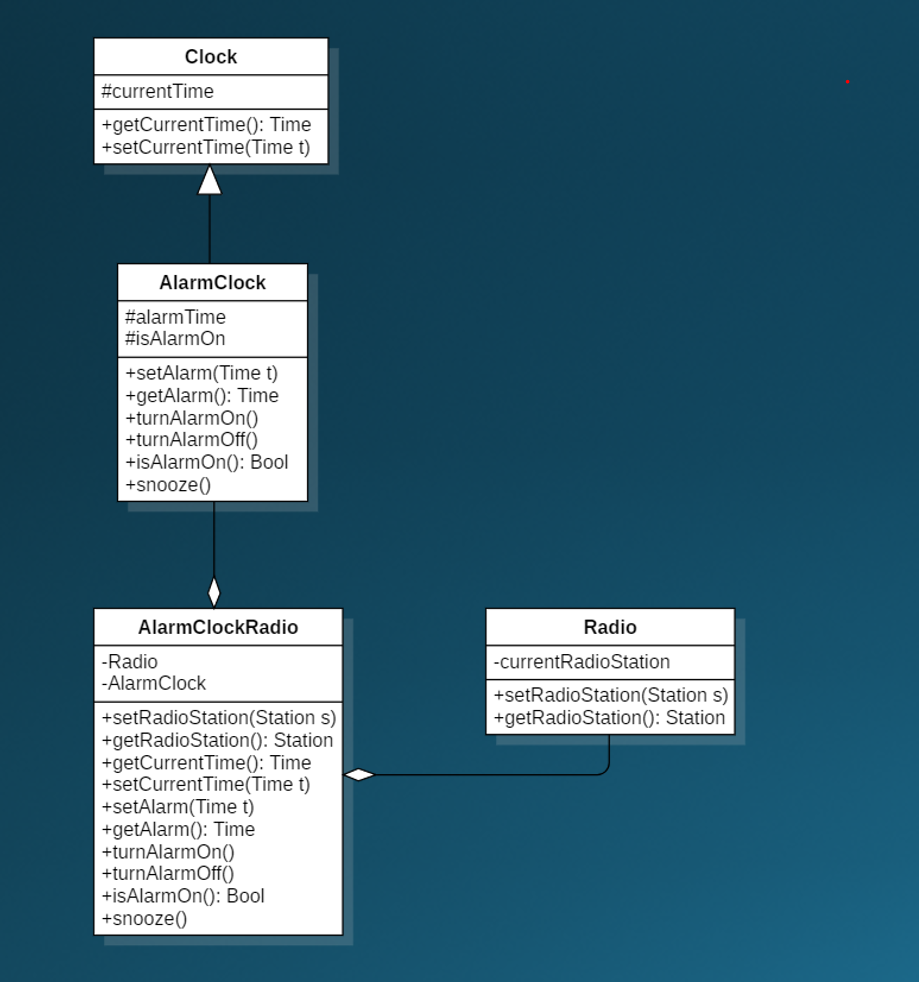 Clock
#currentTime
+getCurrentTime(): Time
+setCurrentTime(Time t)
AlarmClock
#alarmTime
#isAlarmOn
+setAlarm(Time t)
+getAlarm(): Time
+turnAlarmOn()
+turnAlarmOff()
+isAlarmOn(): Bool
+snooze()
AlarmClockRadio
-Radio
-AlarmClock
+setRadioStation(Station s)
+getRadioStation(): Station
+getCurrentTime(): Time
+setCurrentTime(Time t)
+setAlarm(Time t)
+getAlarm(): Time
+turnAlarmOn()
+turnAlarmOff()
+isAlarmOn(): Bool
+snooze()
Radio
-currentRadioStation
+setRadioStation(Station s)
+getRadioStation(): Station